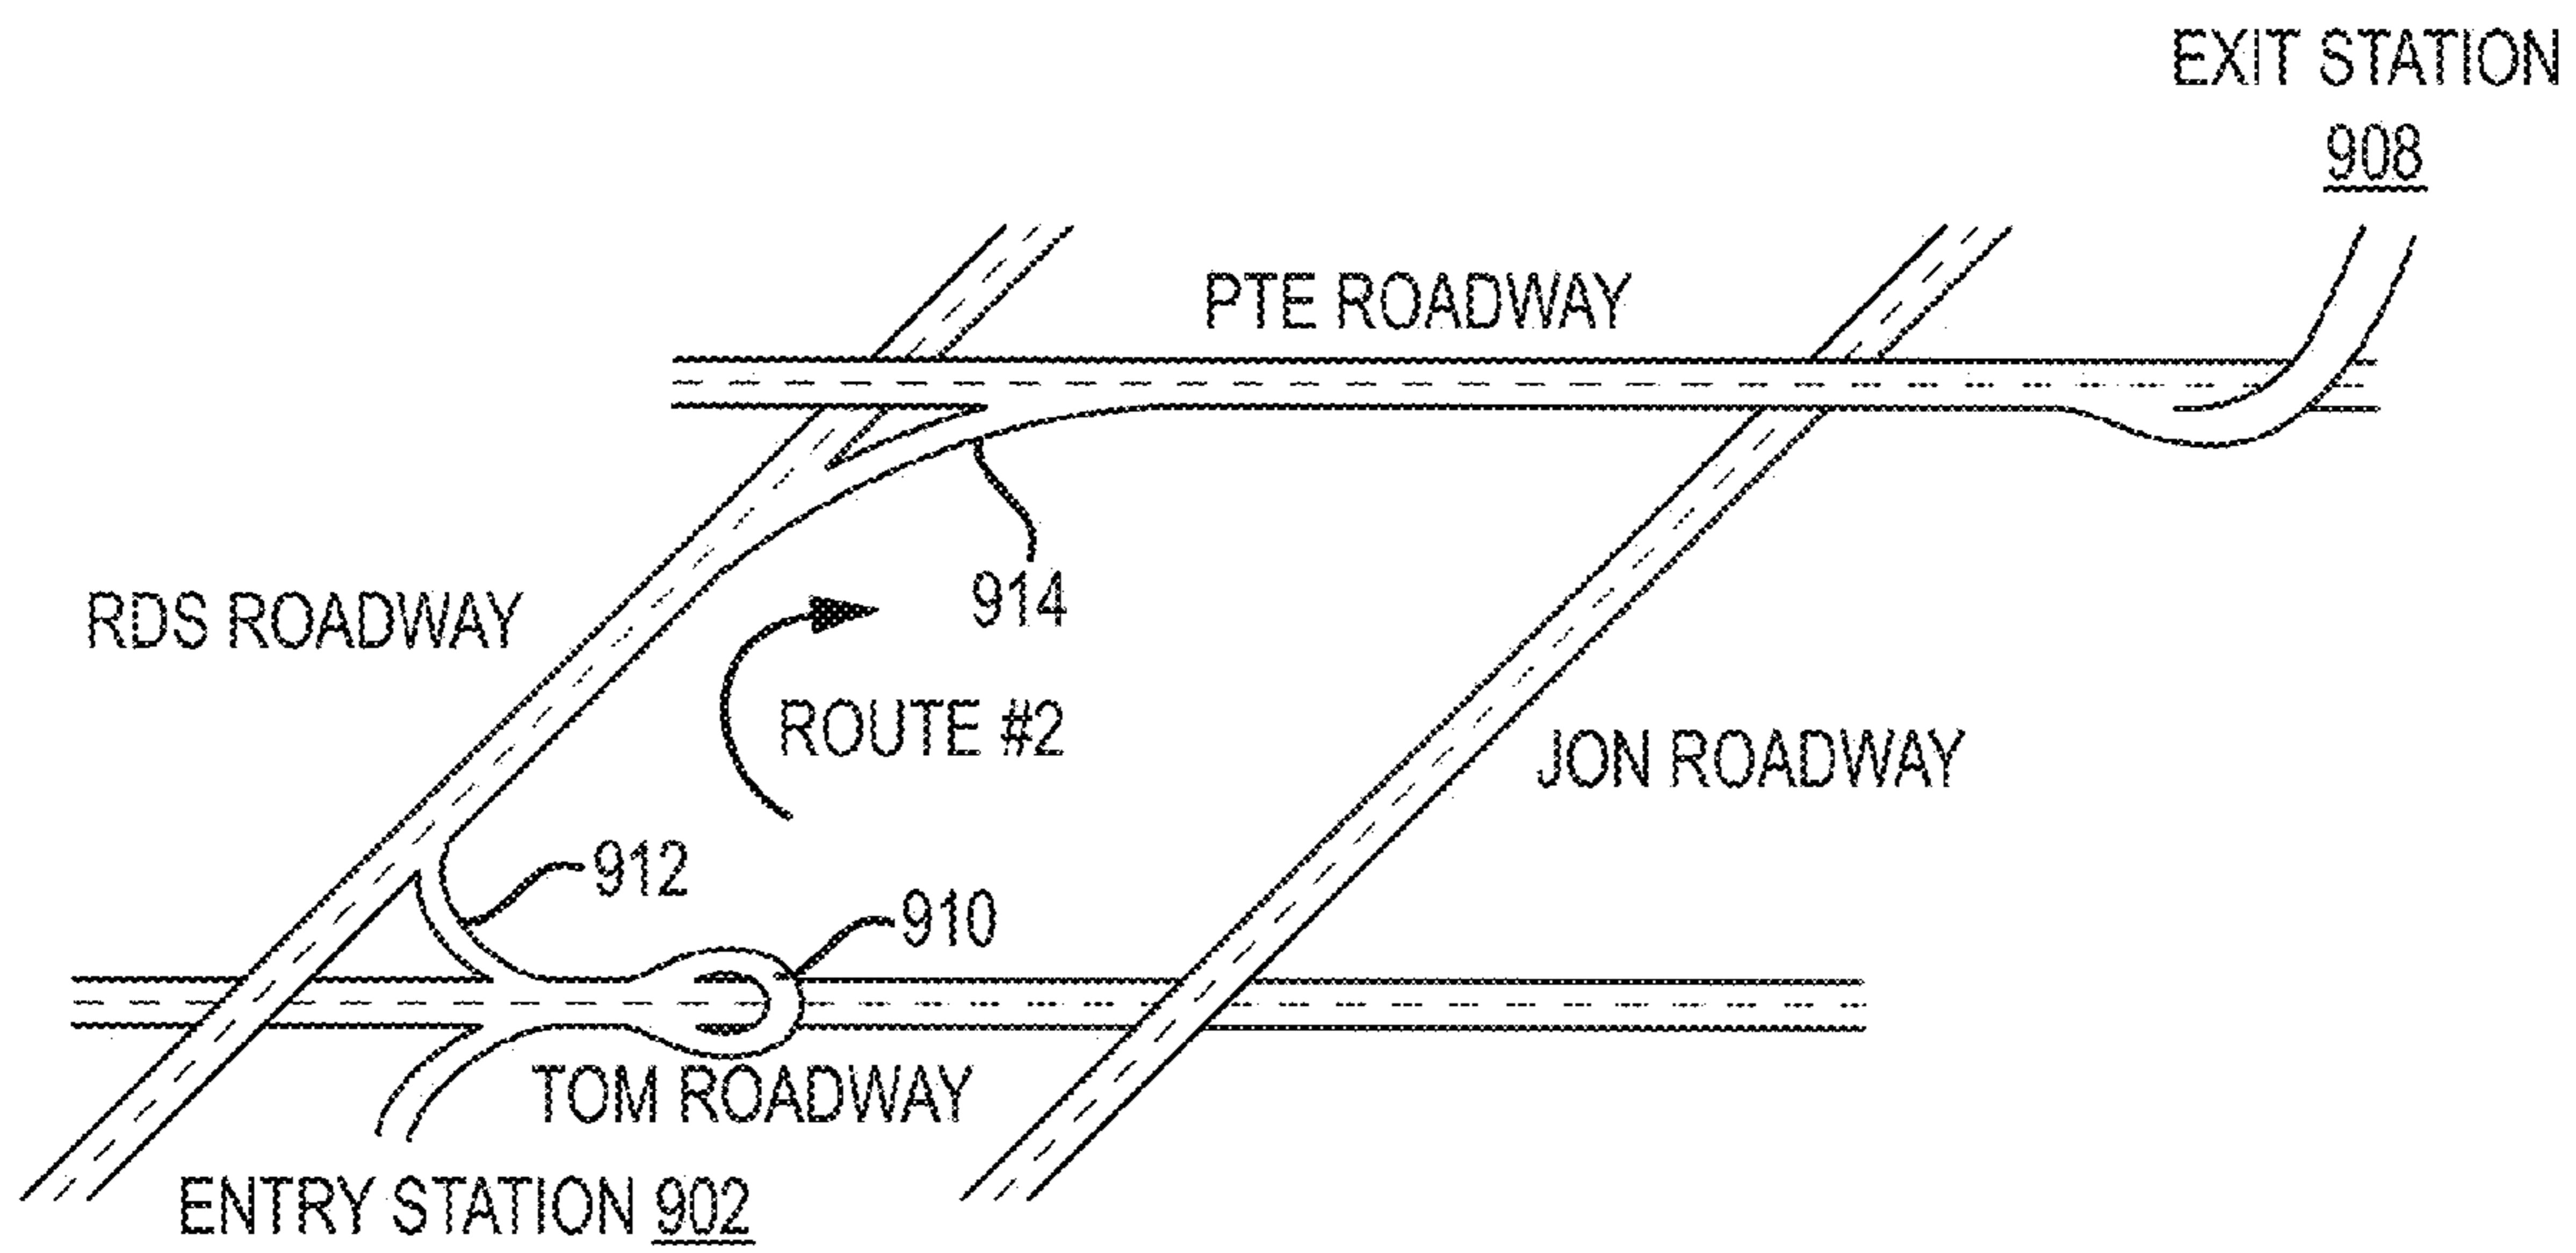 EXIT STATION
908
PTE ROADWAY
914
RDS ROADWAY
ROUTE #2
JON ROADWAY
912
910
TOM ROADWAY
ENTRY STATION 902